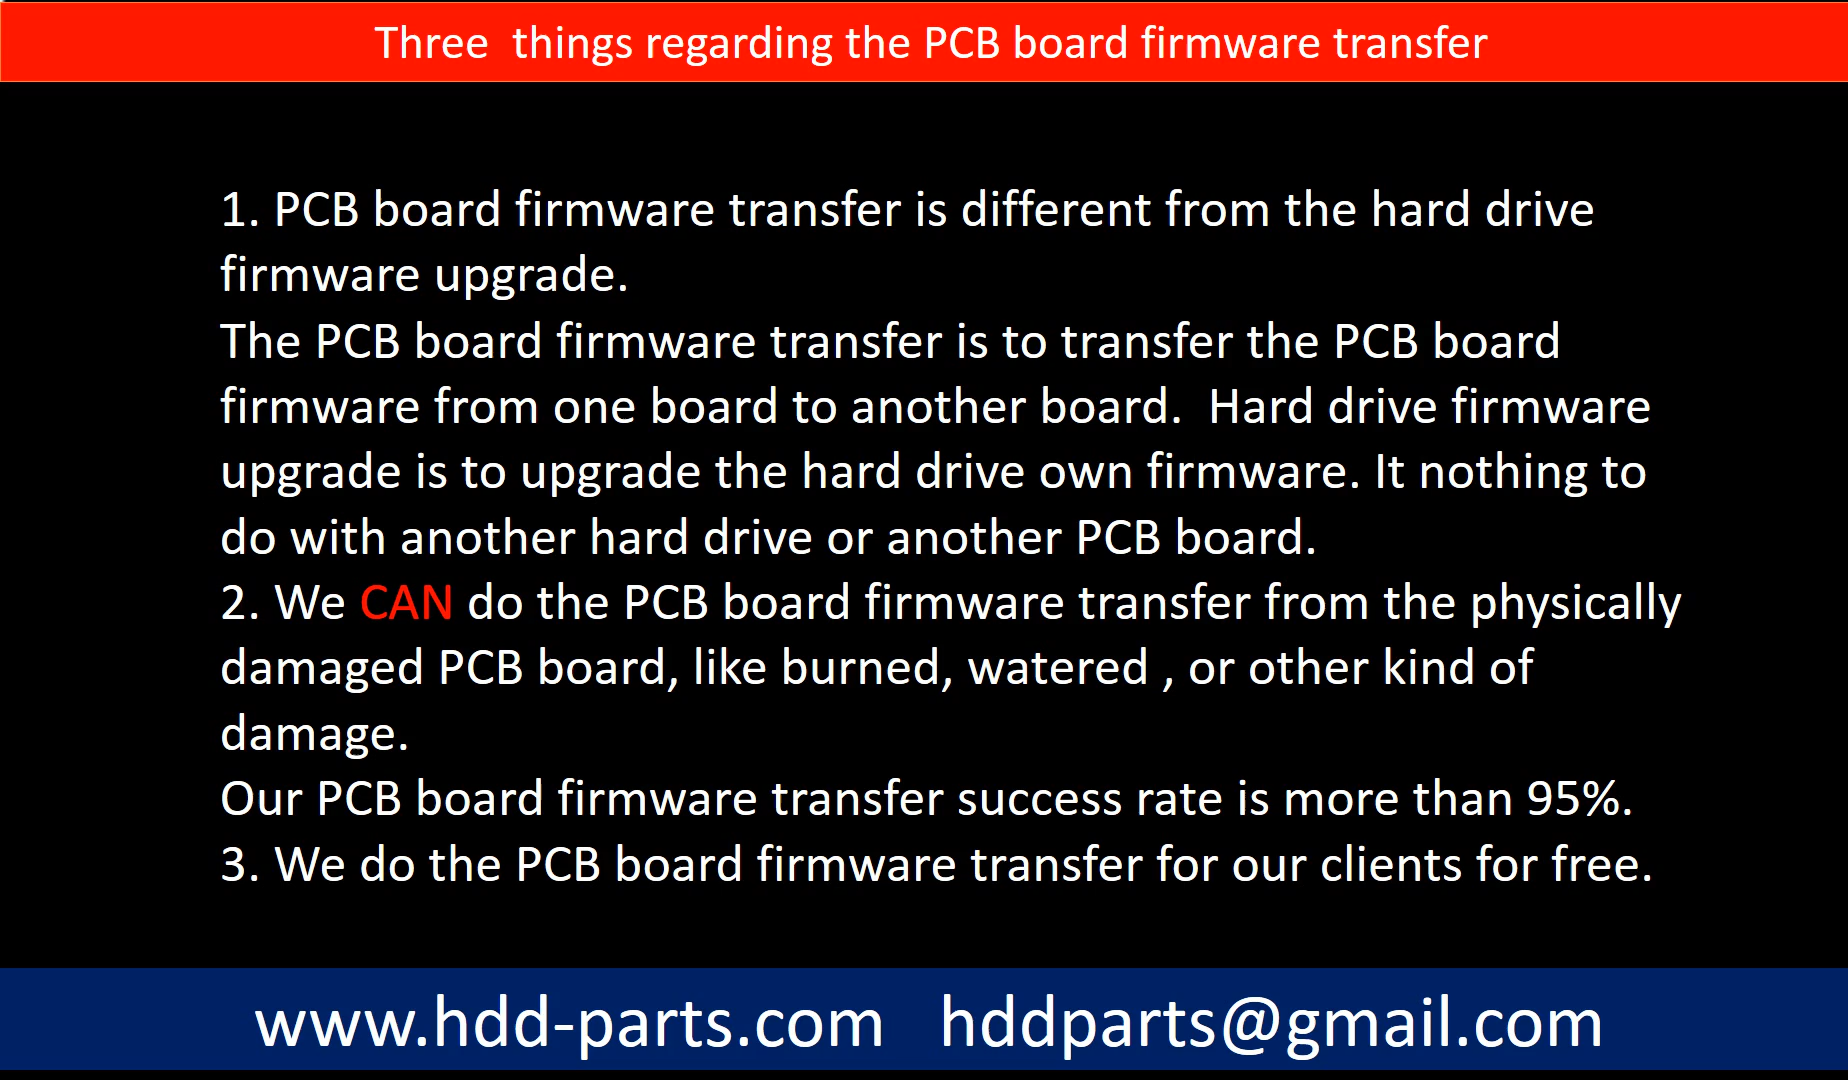 Three  things regarding the PCB board firmware transfer
1. PCB board firmware transfer is different from the hard drive
firmware upgrade.
The PCB board firmware transfer is to transfer the PCB board
firmware from one board to another board.  Hard drive firmware
upgrade is to upgrade the hard drive own firmware. It nothing to
do with another hard drive or another PCB board.
2. We CAN do the PCB board firmware transfer from the physically
damaged PCB board, like burned, watered , or other kind of
damage.
Our PCB board firmware transfer success rate is more than 95%.
3. We do the PCB board firmware transfer for our clients for free.
www.hdd-parts.com   hddparts@gmail.com